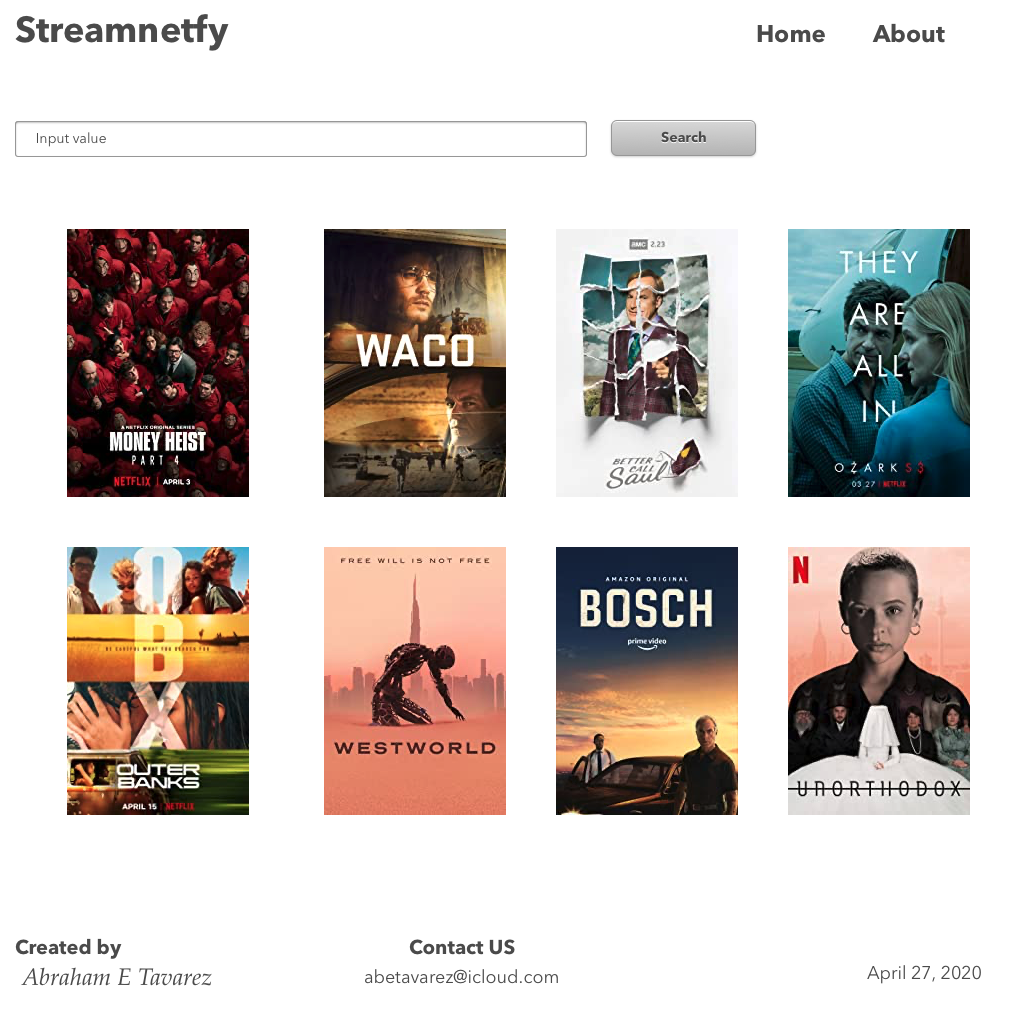 Streamnetfy
Home About
Input value
Search
A NETFLIX ORIGINAL SERIES
MONEY HEIST
PART 4
NETFLIX | APRIL 3
WACO
AMC 2.23
BETTER
CALL
Saul
THEY
ARE
ALL
IN
OZARK S3
03.27 | NETFLIX
OBX
BE CAREFUL WHAT YOU SEARCH FOR
OUTER
BANKS
APRIL 15 | NETFLIX
FREE WILL IS NOT FREE
WESTWORLD
AMAZON ORIGINAL
BOSCH
prime video
N
UNORTHODOX
Created by
Abraham E Tavarez
Contact US
abetavarez@icloud.com
April 27, 2020